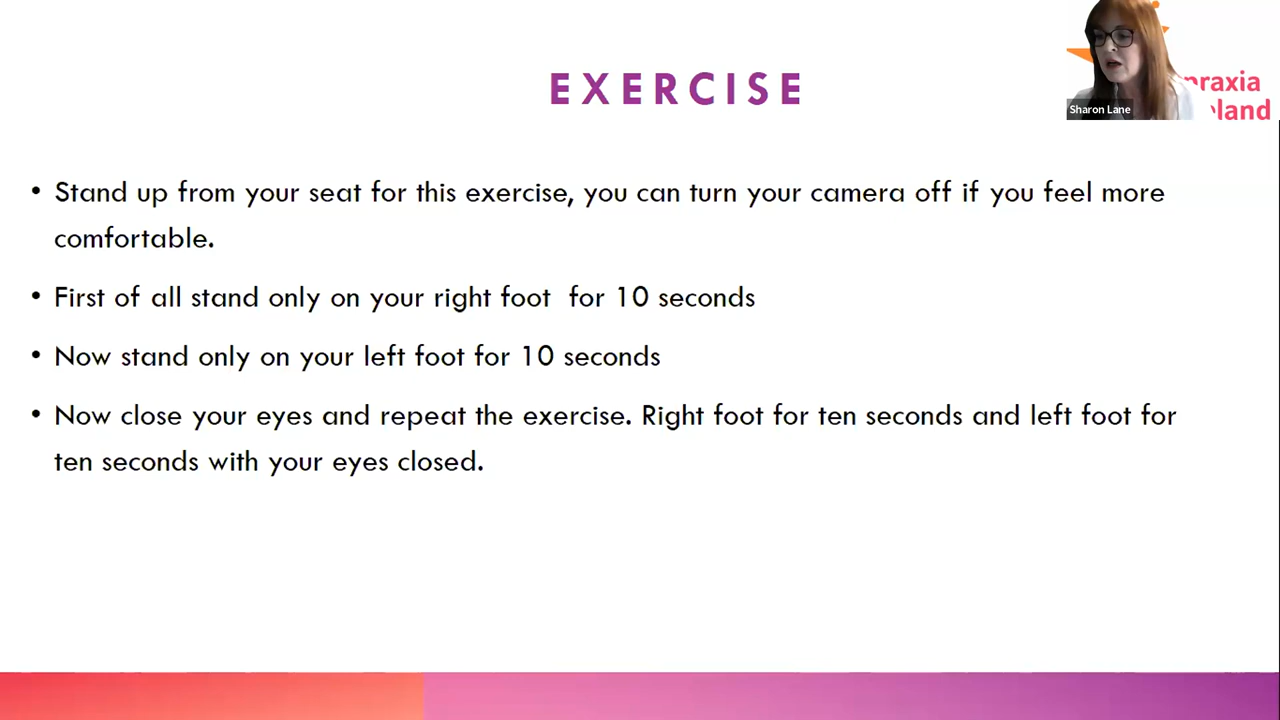 EXERCISE
praxia
land
Sharon Lane
• Stand up from your seat for this exercise, you can turn your camera off if you feel more
comfortable.
• First of all stand only on your right foot  for 10 seconds
• Now stand only on your left foot for 10 seconds
• Now close your eyes and repeat the exercise. Right foot for ten seconds and left foot for
ten seconds with your eyes closed.